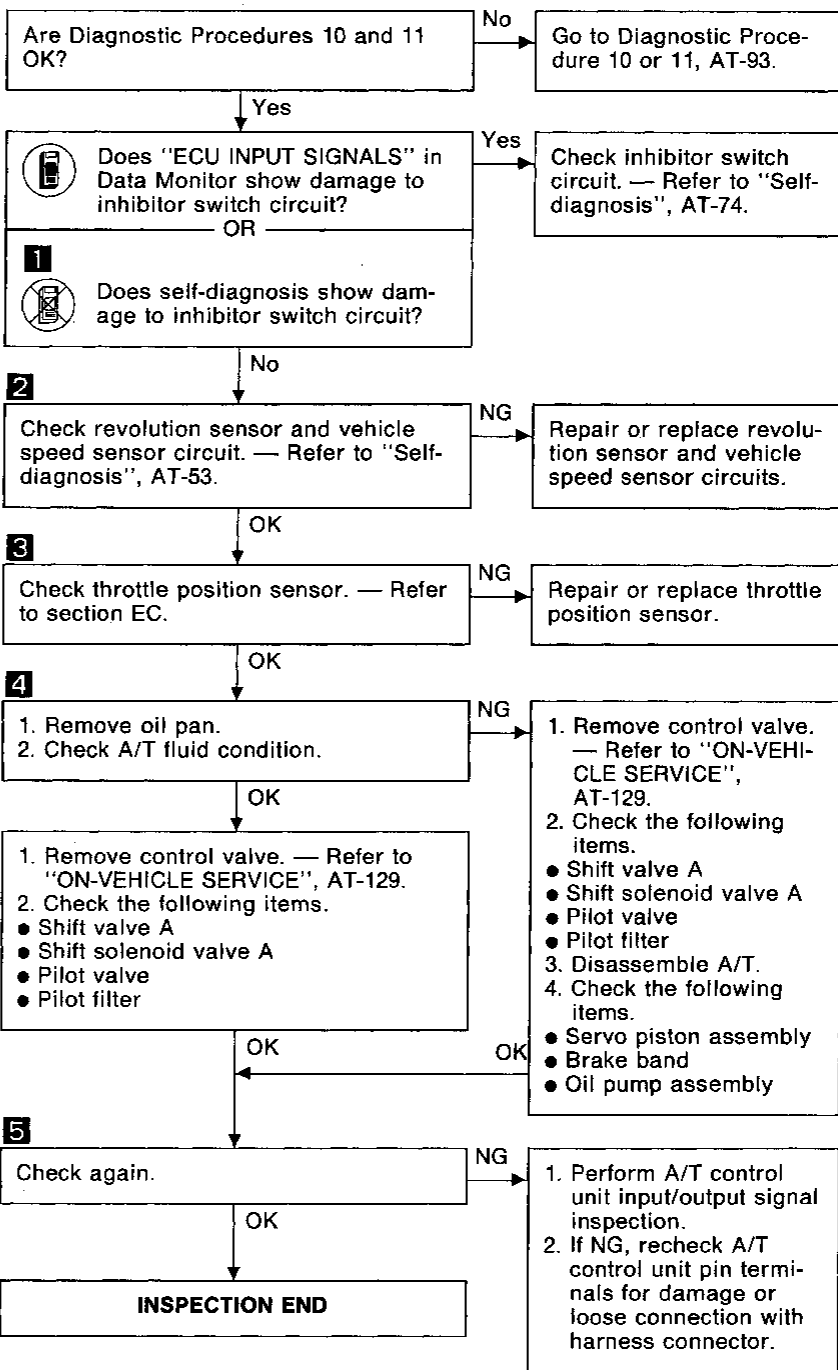 Are Diagnostic Procedures 10 and 11
OK?
No
Go to Diagnostic Proce-
dure 10 or 11, AT-93.
Yes
Does "ECU INPUT SIGNALS" in
Data Monitor show damage to
inhibitor switch circuit?
Yes
Check inhibitor switch
circuit. — Refer to "Self-
diagnosis", AT-74.
OR
1
Does self-diagnosis show dam-
age to inhibitor switch circuit?
No
2
Check revolution sensor and vehicle
speed sensor circuit. — Refer to "Self-
diagnosis", AT-53.
NG
Repair or replace revolu-
tion sensor and vehicle
speed sensor circuits.
OK
3
Check throttle position sensor. — Refer
to section EC.
NG
Repair or replace throttle
position sensor.
OK
4
1. Remove oil pan.
2. Check A/T fluid condition.
NG
1. Remove control valve.
— Refer to "ON-VEHI-
CLE SERVICE",
AT-129.
2. Check the following
items.
● Shift valve A
● Shift solenoid valve A
● Pilot valve
● Pilot filter
3. Disassemble A/T.
4. Check the following
items.
● Servo piston assembly
● Brake band
● Oil pump assembly
OK
1. Remove control valve. — Refer to
"ON-VEHICLE SERVICE", AT-129.
2. Check the following items.
● Shift valve A
● Shift solenoid valve A
● Pilot valve
● Pilot filter
OK
OK
5
Check again.
NG
1. Perform A/T control
unit input/output signal
inspection.
2. If NG, recheck A/T
control unit pin termi-
nals for damage or
loose connection with
harness connector.
OK
INSPECTION END